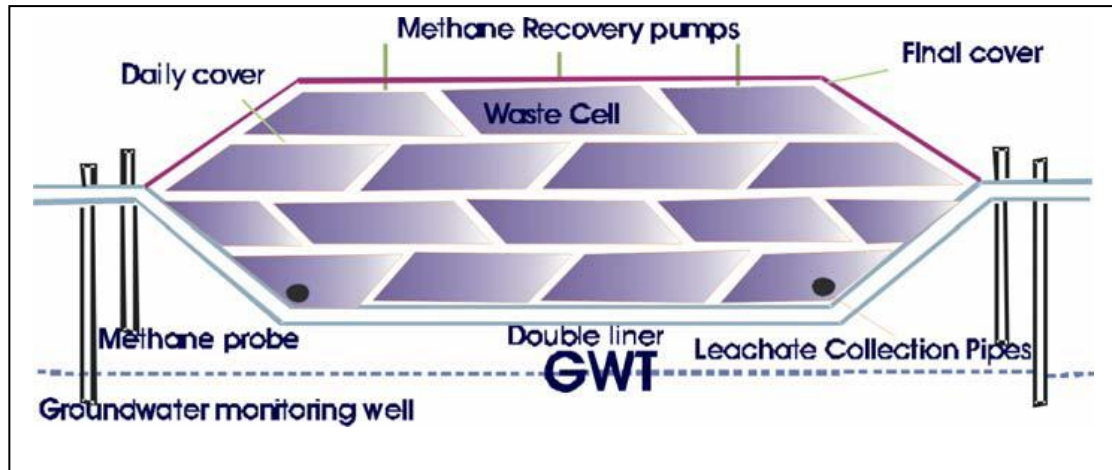 Methane Recovery pumps
Daily cover
Final cover
Waste Cell
Methane probe
Double liner
Leachate Collection Pipes
GWT
Groundwater monitoring well